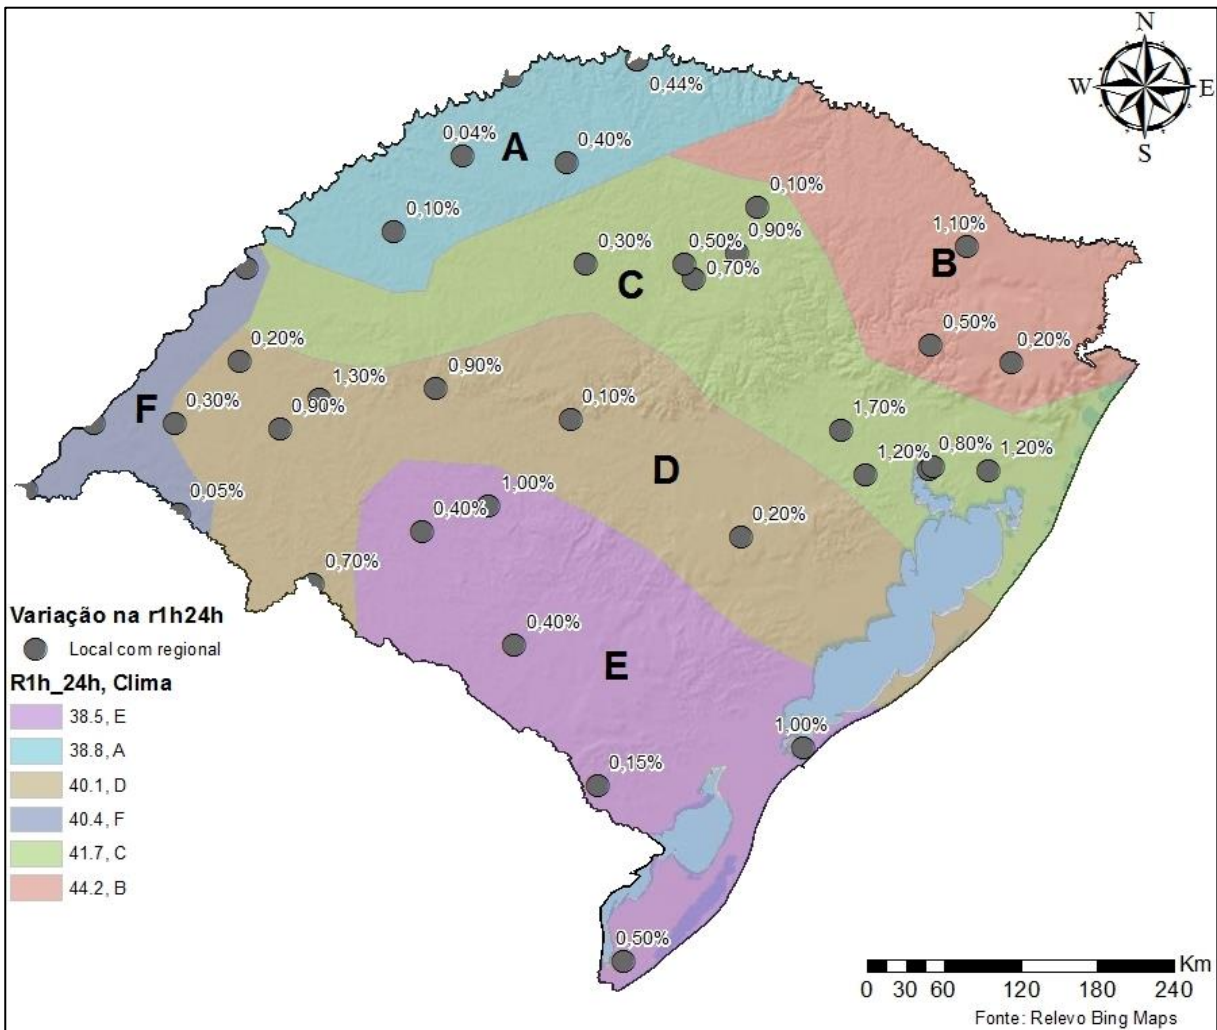 N
W E
S
0,44%
0,04%
A
0,40%
0,10%
0,10%
1,10%
0,30%
0,50%
0,90%
B
C
0,70%
0,20%
0,50%
0,20%
1,30%
0,90%
F
0,30%
0,90%
0,10%
1,70%
D
1,20%
0,80%
1,20%
0,05%
1,00%
0,40%
0,20%
0,70%
0,40%
E
1,00%
0,15%
0,50%
Variação na r1h24h
Local com regional
R1h_24h, Clima
38.5, E
38.8, A
40.1, D
40.4, F
41.7, C
44.2, B
Km
0 30 60 120 180 240
Fonte: Relevo Bing Maps